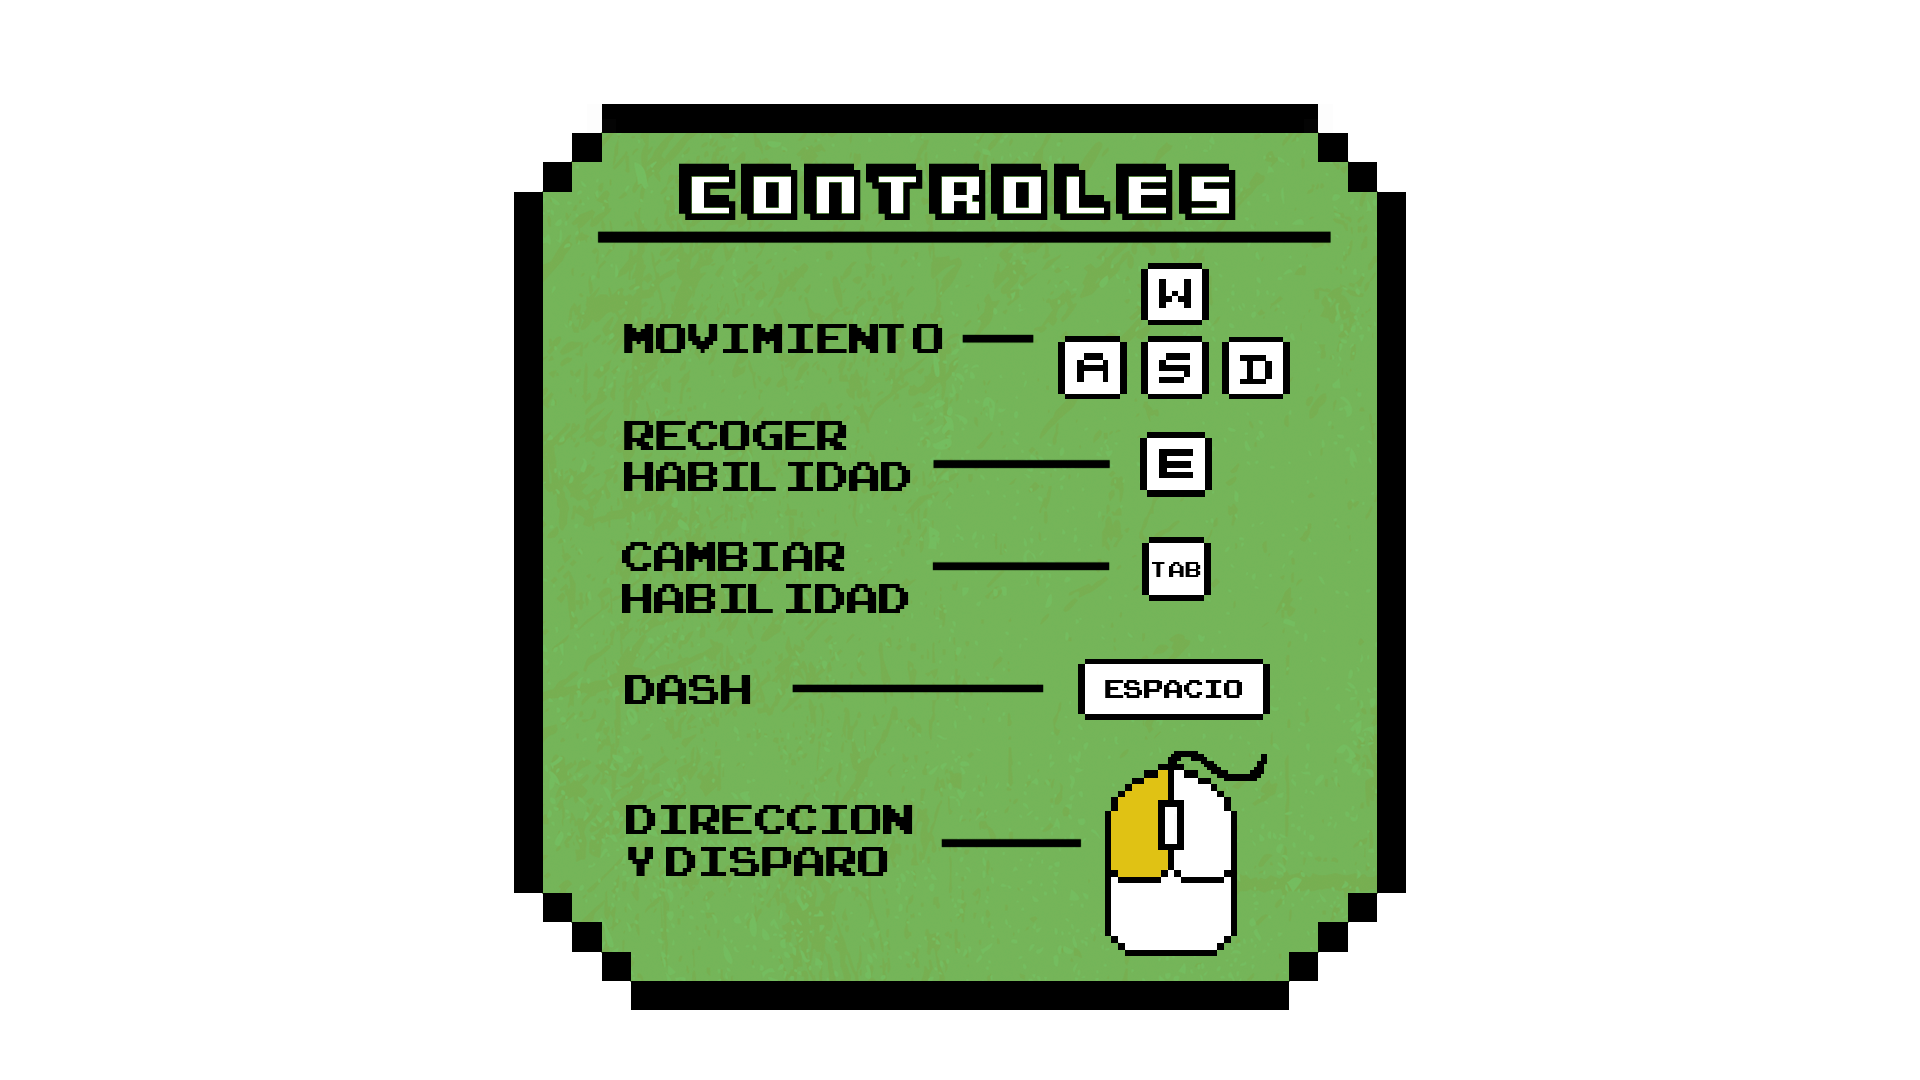 CONTROLES
W
MOVIMIENTO
A S D
RECOGER
HABILIDAD
E
CAMBIAR
HABILIDAD
TAB
DASH
ESPACIO
DIRECCION
Y DISPARO